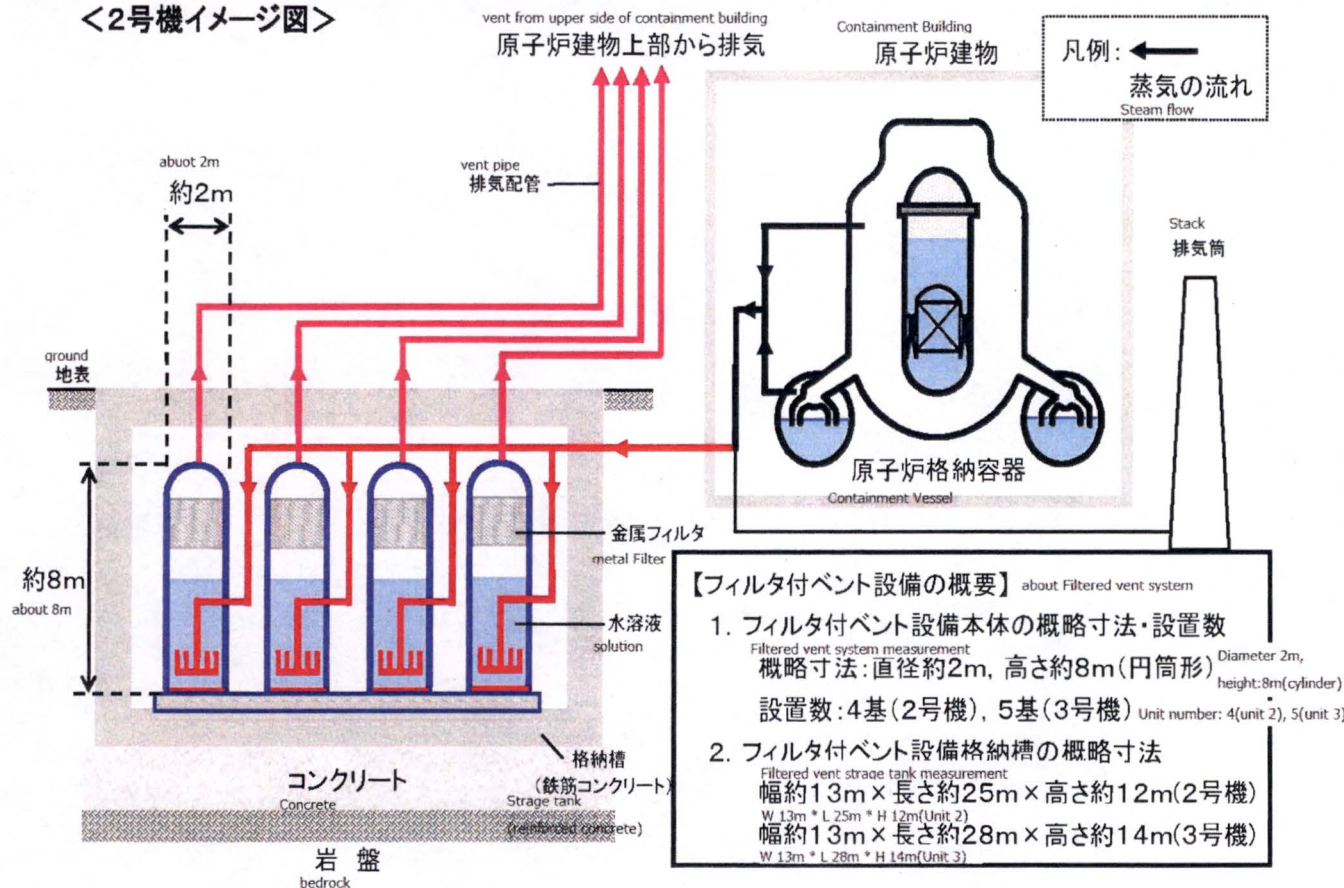 <2号機イメージ図>
vent from upper side of containment building
原子炉建物上部から排気
Containment Building
原子炉建物
凡例:
蒸気の流れ
Steam flow
abuot 2m
約2m
vent pipe
排気配管
Stack
排気筒
ground
地表
原子炉格納容器
Containment Vessel
金属フィルタ
metal Filter
約8m
about 8m
水溶液
solution
格納槽
(鉄筋コンクリート)
Strage tank
(reinforded concrete)
コンクリート
Concrete
岩盤
bedrock
【フィルタ付ベント設備の概要】 about Filtered vent system
1. フィルタ付ベント設備本体の概略寸法・設置数
Filtered vent system measurement
概略寸法:直径約2m, 高さ約8m(円筒形) Diameter 2m,
height:8m(cylinder)
設置数:4基(2号機), 5基(3号機) Unit number: 4(unit 2), 5(unit 3)
2. フィルタ付ベント設備格納槽の概略寸法
Filtered vent strage tank measurement
幅約13m×長さ約25m×高さ約12m(2号機)
W 13m * L 25m * H 12m(Unit 2)
幅約13m×長さ約28m×高さ約14m(3号機)
W 13m * L 28m * H 14m(Unit 3)